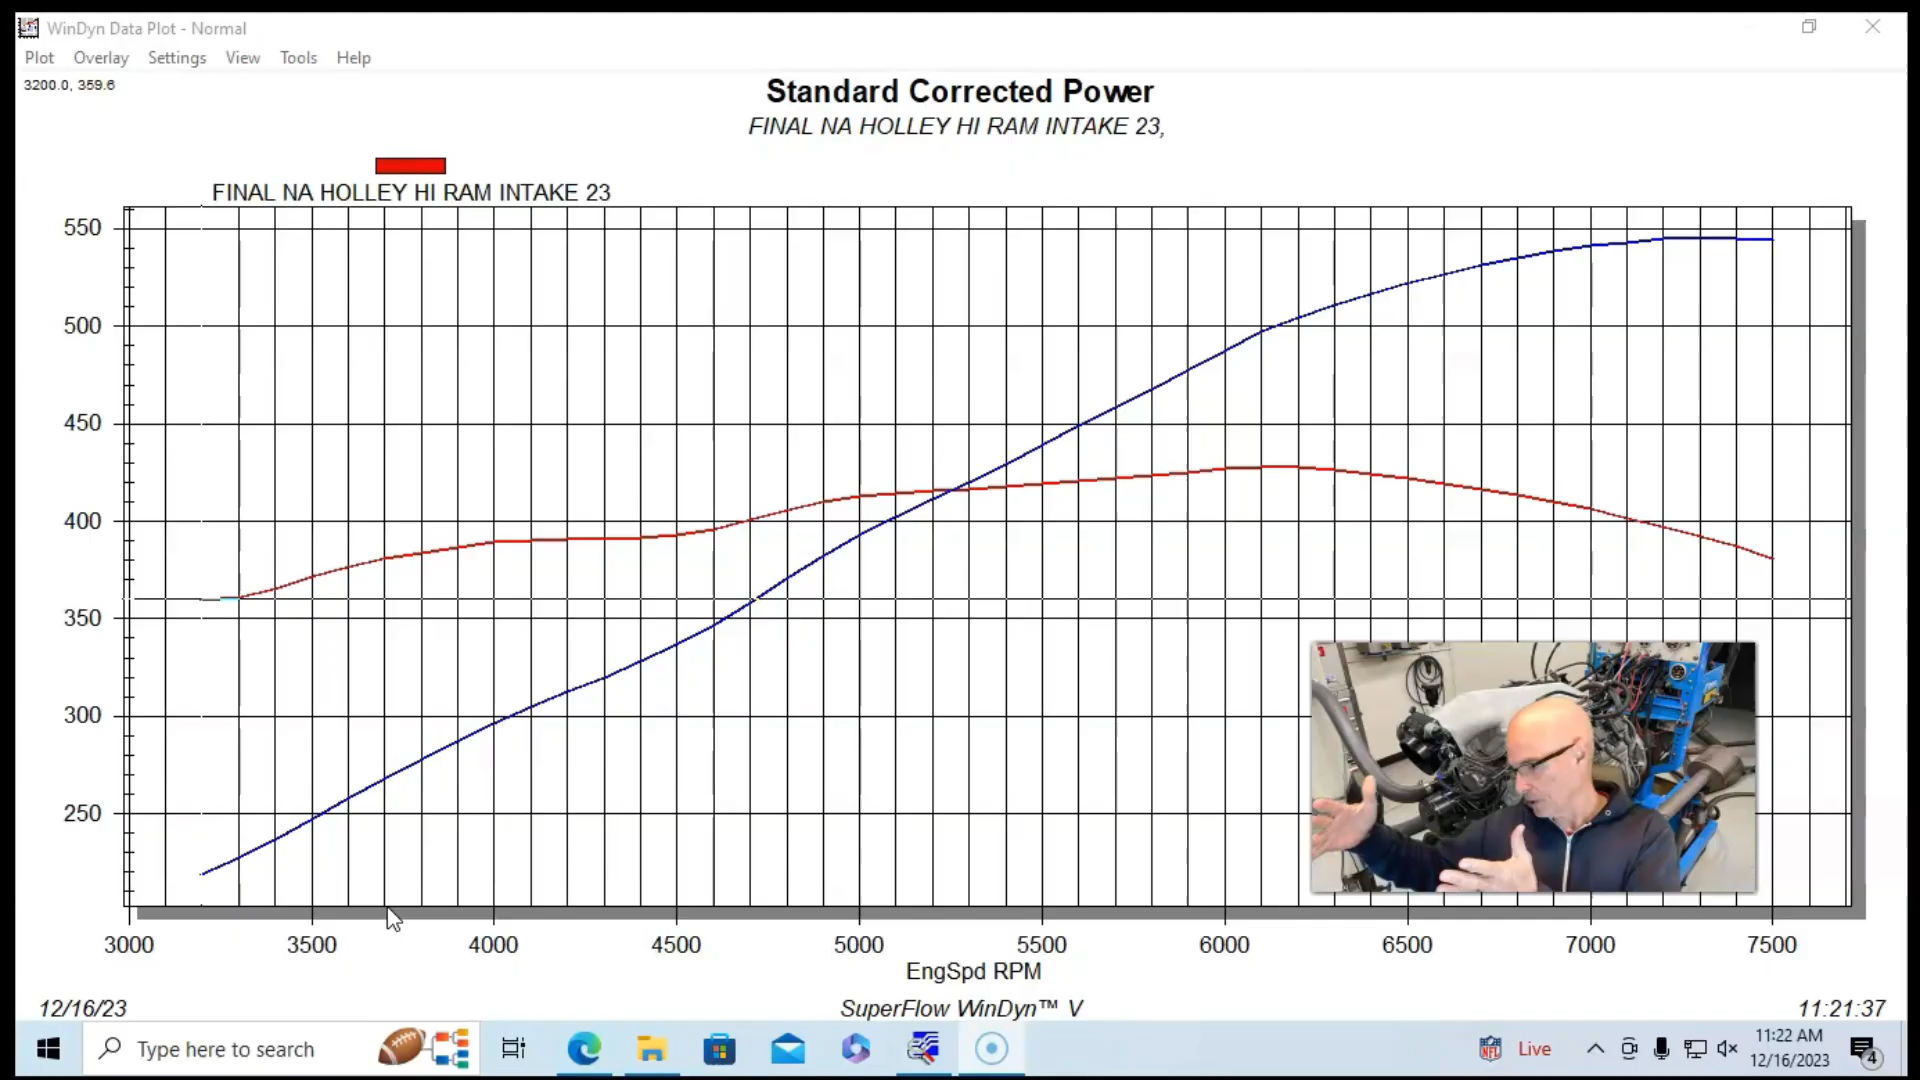 WinDyn Data Plot - Normal
Plot Overlay Settings View Tools Help
3200.0, 359.6
Standard Corrected Power
FINAL NA HOLLEY HI RAM INTAKE 23,
FINAL NA HOLLEY HI RAM INTAKE 23
550
500
450
400
350
300
250
3000 3500 4000 4500 5000 5500 6000 6500 7000 7500
EngSpd RPM
12/16/23 SuperFlow WinDyn™ V 11:21:37
Type here to search
NFL Live
11:22 AM
12/16/2023
4